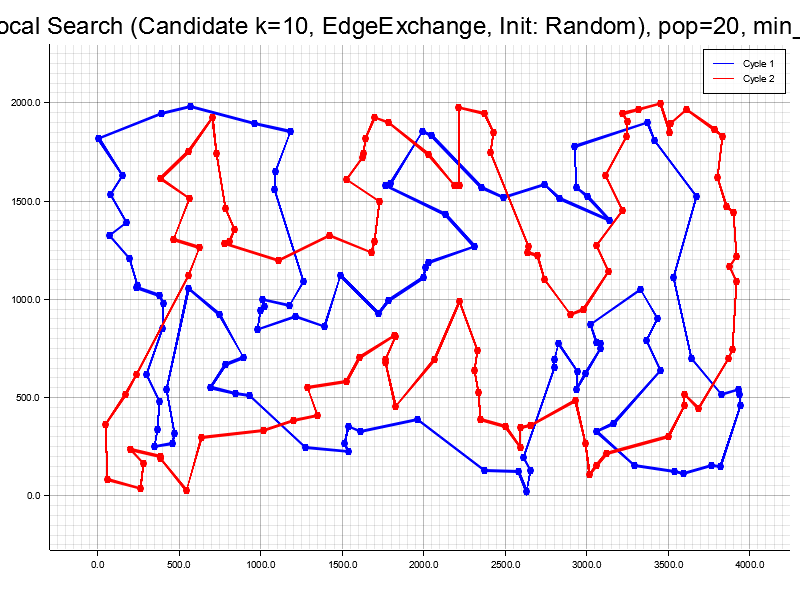 ocal Search (Candidate k=10, EdgeExchange, Init: Random), pop=20, min_
Cycle 1
Cycle 2
2000.0
1500.0
1000.0
500.0
0.0
0.0 500.0 1000.0 1500.0 2000.0 2500.0 3000.0 3500.0 4000.0